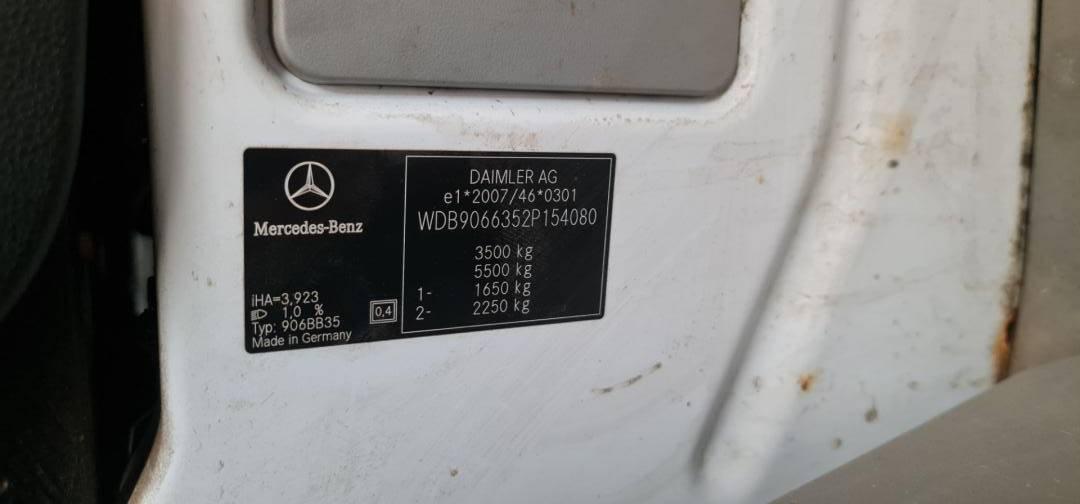 Mercedes-Benz
iHA=3,923
1,0 %
Typ: 906BB35
Made in Germany
0,4
DAIMLER AG
e1*2007/46*0301
WDB9066352P154080
3500 kg
5500 kg
1- 1650 kg
2- 2250 kg